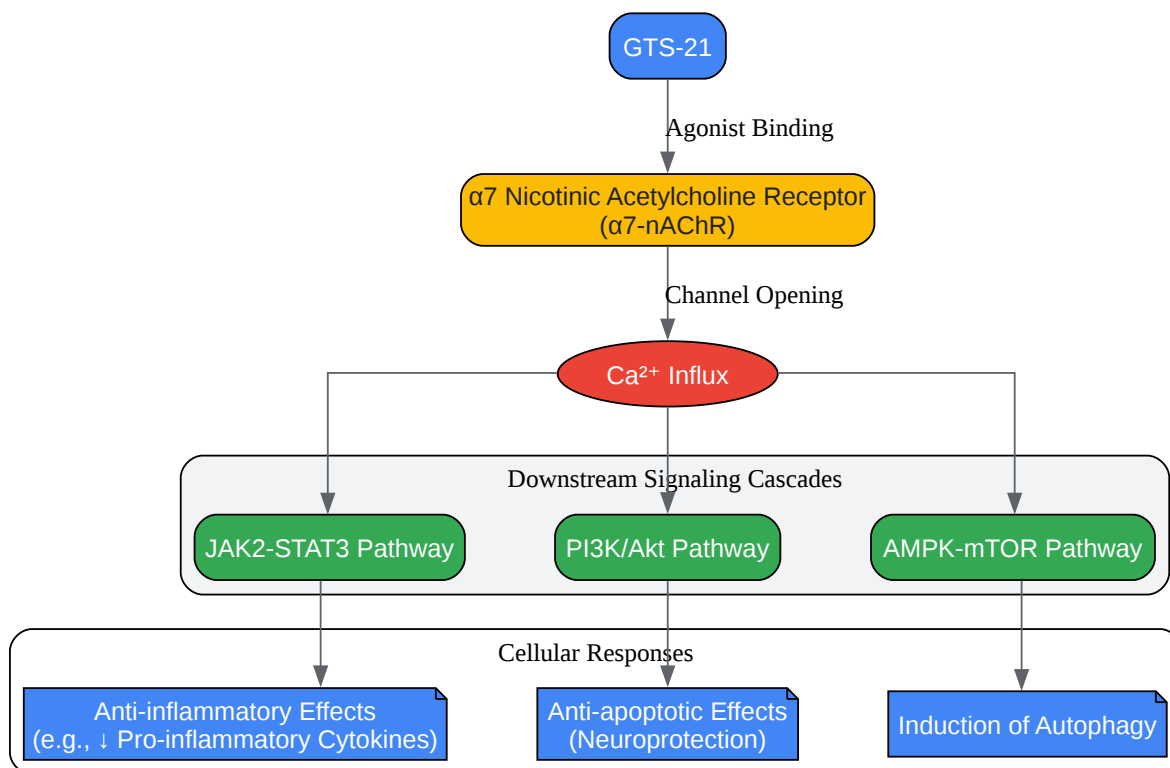 GTS-21
Agonist Binding
α7 Nicotinic Acetylcholine Receptor
(α7-nAChR)
Channel Opening
Ca²⁺ Influx
Downstream Signaling Cascades
JAK2-STAT3 Pathway
PI3K/Akt Pathway
AMPK-mTOR Pathway
Cellular Responses
Anti-inflammatory Effects
(e.g., ↓ Pro-inflammatory Cytokines)
Anti-apoptotic Effects
(Neuroprotection)
Induction of Autophagy